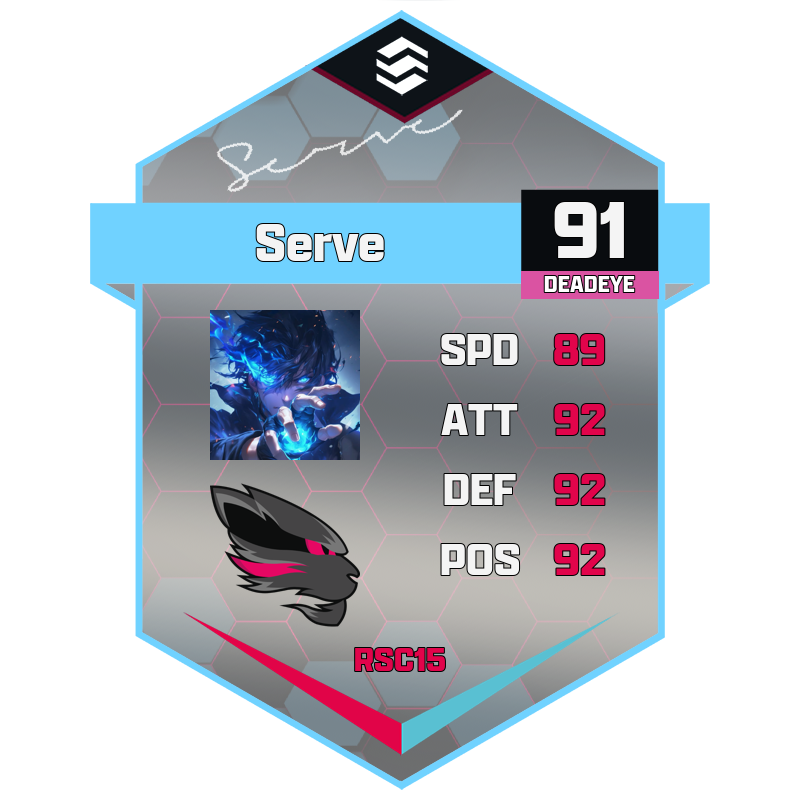 Serve
Serve
91
DEADEYE
SPD 89
ATT 92
DEF 92
POS 92
RSC15